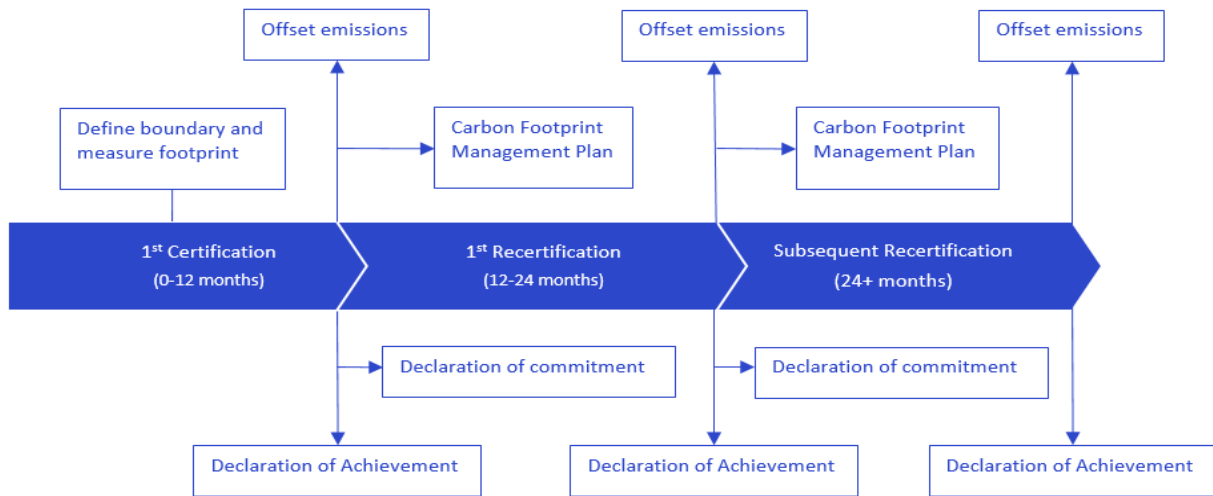 Offset emissions
Offset emissions
Offset emissions
Define boundary and
measure footprint
Carbon Footprint
Management Plan
Carbon Footprint
Management Plan
1st Certification
(0-12 months)
1st Recertification
(12-24 months)
Subsequent Recertification
(24+ months)
Declaration of commitment
Declaration of commitment
Declaration of Achievement
Declaration of Achievement
Declaration of Achievement